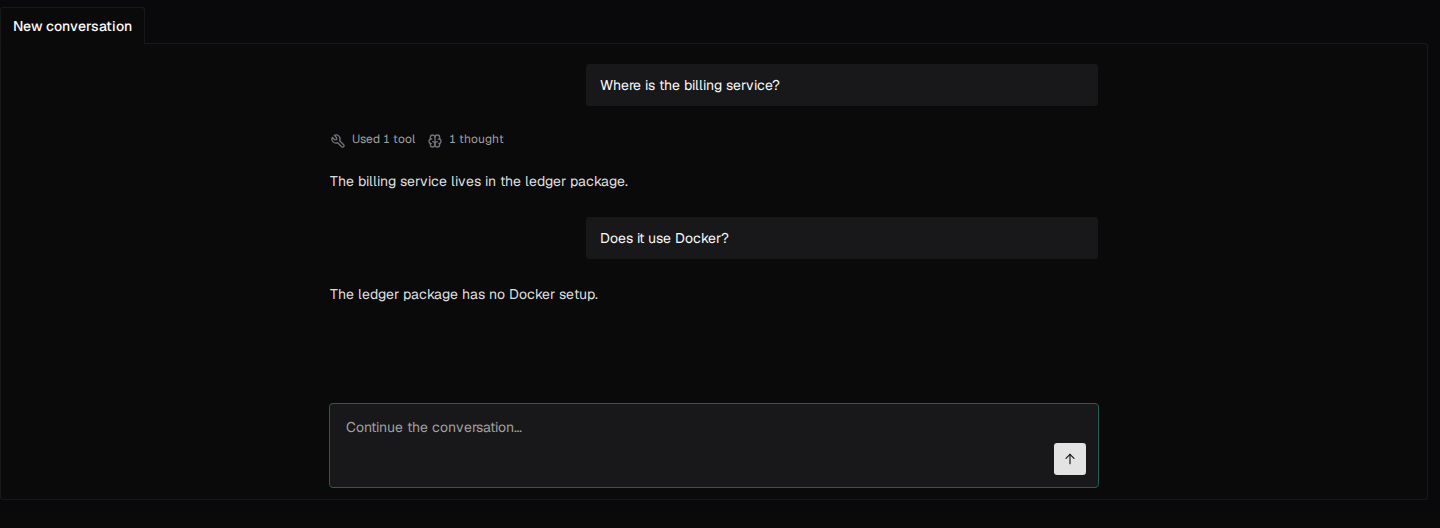 New conversation
Where is the billing service?
Used 1 tool 1 thought
The billing service lives in the ledger package.
Does it use Docker?
The ledger package has no Docker setup.
Continue the conversation…